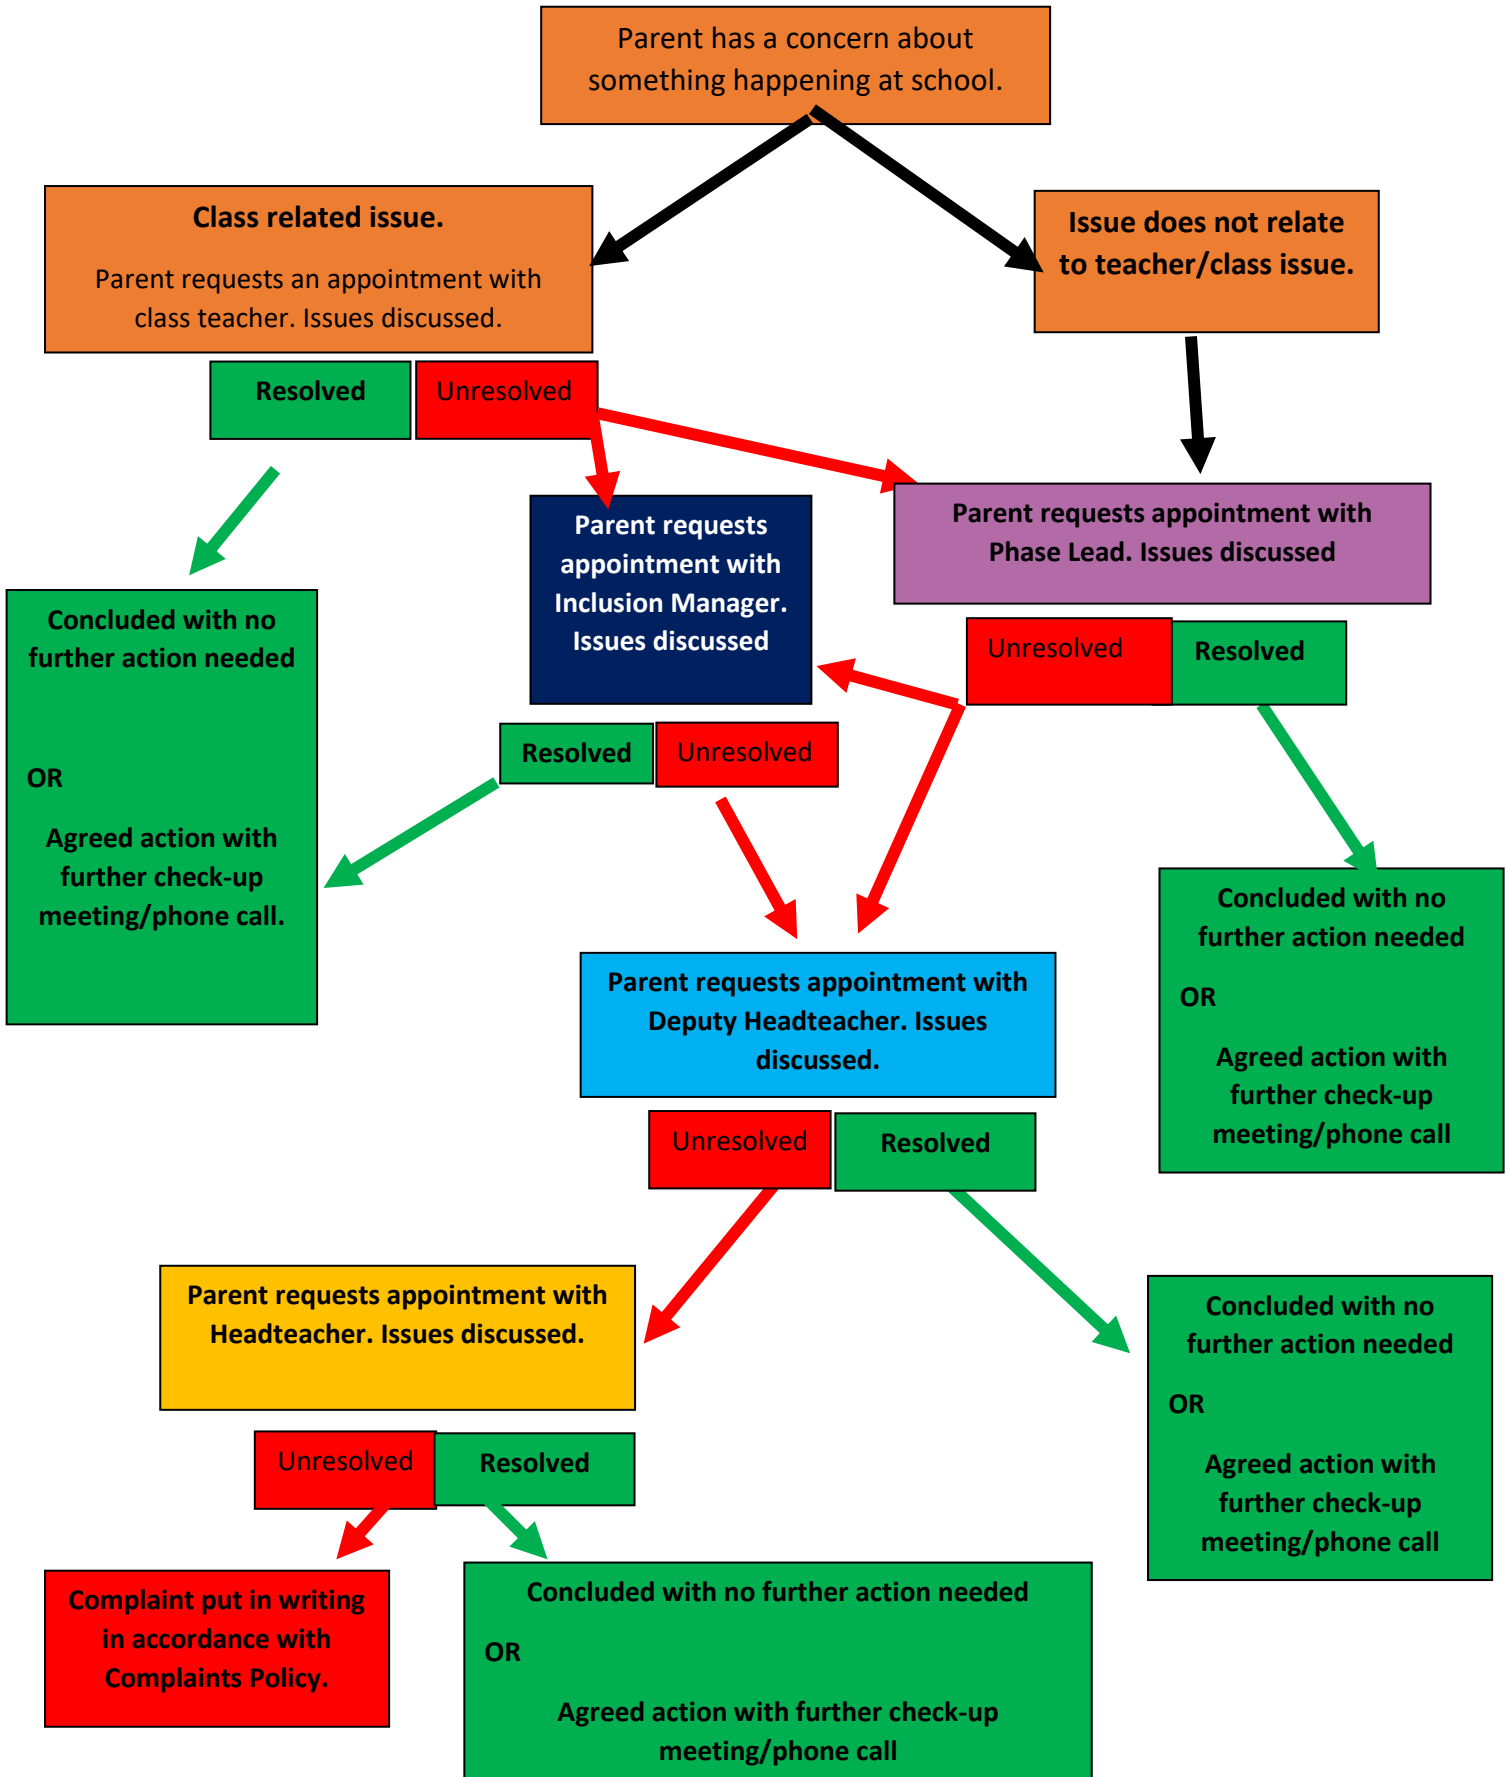 Parent has a concern about
something happening at school.
Class related issue.
Parent requests an appointment with
class teacher. Issues discussed.
Issue does not relate
to teacher/class issue.
Resolved
Unresolved
Parent requests
appointment with
Inclusion Manager.
Issues discussed
Parent requests appointment with
Phase Lead. Issues discussed
Concluded with no
further action needed
OR
Agreed action with
further check-up
meeting/phone call.
Unresolved
Resolved
Resolved
Unresolved
Concluded with no
further action needed
OR
Agreed action with
further check-up
meeting/phone call
Parent requests appointment with
Deputy Headteacher. Issues
discussed.
Unresolved
Resolved
Parent requests appointment with
Headteacher. Issues discussed.
Concluded with no
further action needed
OR
Agreed action with
further check-up
meeting/phone call
Unresolved
Resolved
Complaint put in writing
in accordance with
Complaints Policy.
Concluded with no further action needed
OR
Agreed action with further check-up
meeting/phone call